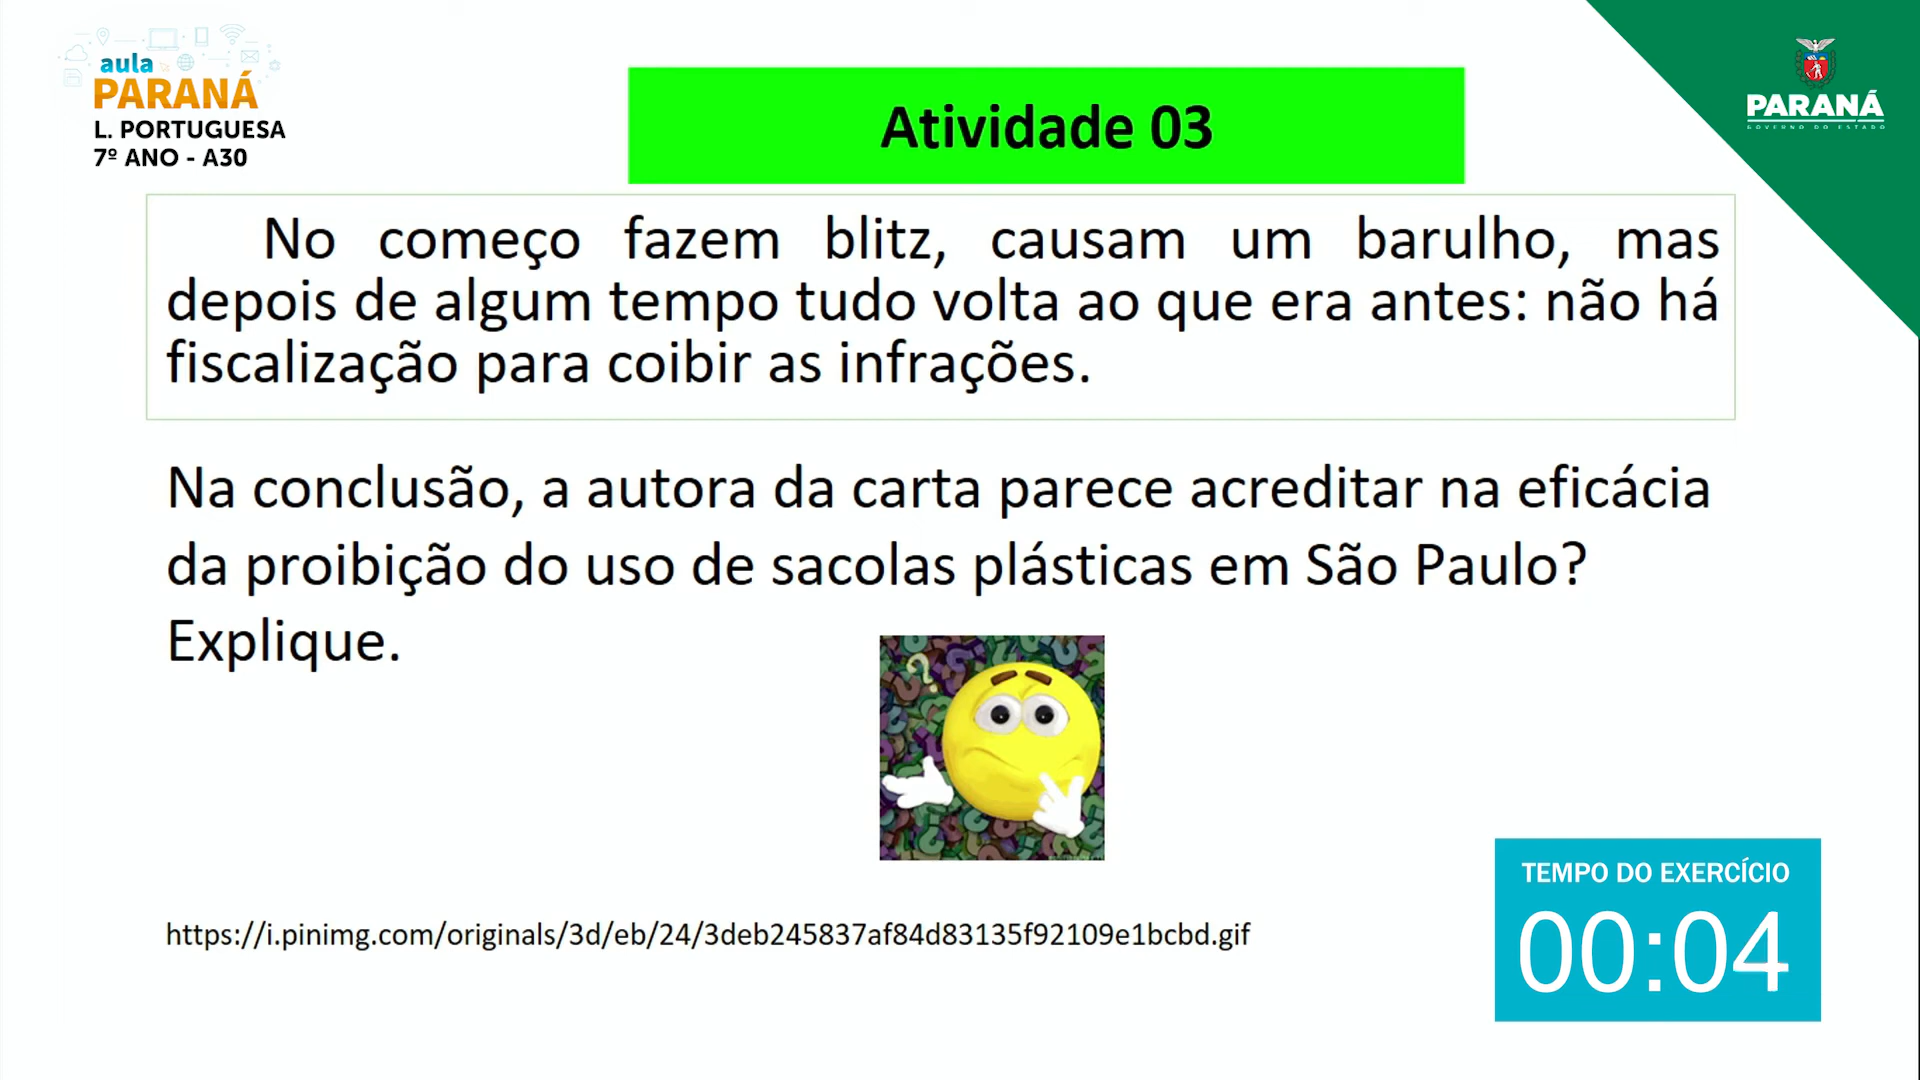 aula
PARANÁ
L. PORTUGUESA
7º ANO - A30
Atividade 03
PARANÁ
GOVERNO DO ESTADO
No começo fazem blitz, causam um barulho, mas
depois de algum tempo tudo volta ao que era antes: não há
fiscalização para coibir as infrações.
Na conclusão, a autora da carta parece acreditar na eficácia
da proibição do uso de sacolas plásticas em São Paulo?
Explique.
https://i.pinimg.com/originals/3d/eb/24/3deb245837af84d83135f92109e1bcbd.gif
TEMPO DO EXERCÍCIO
00:04